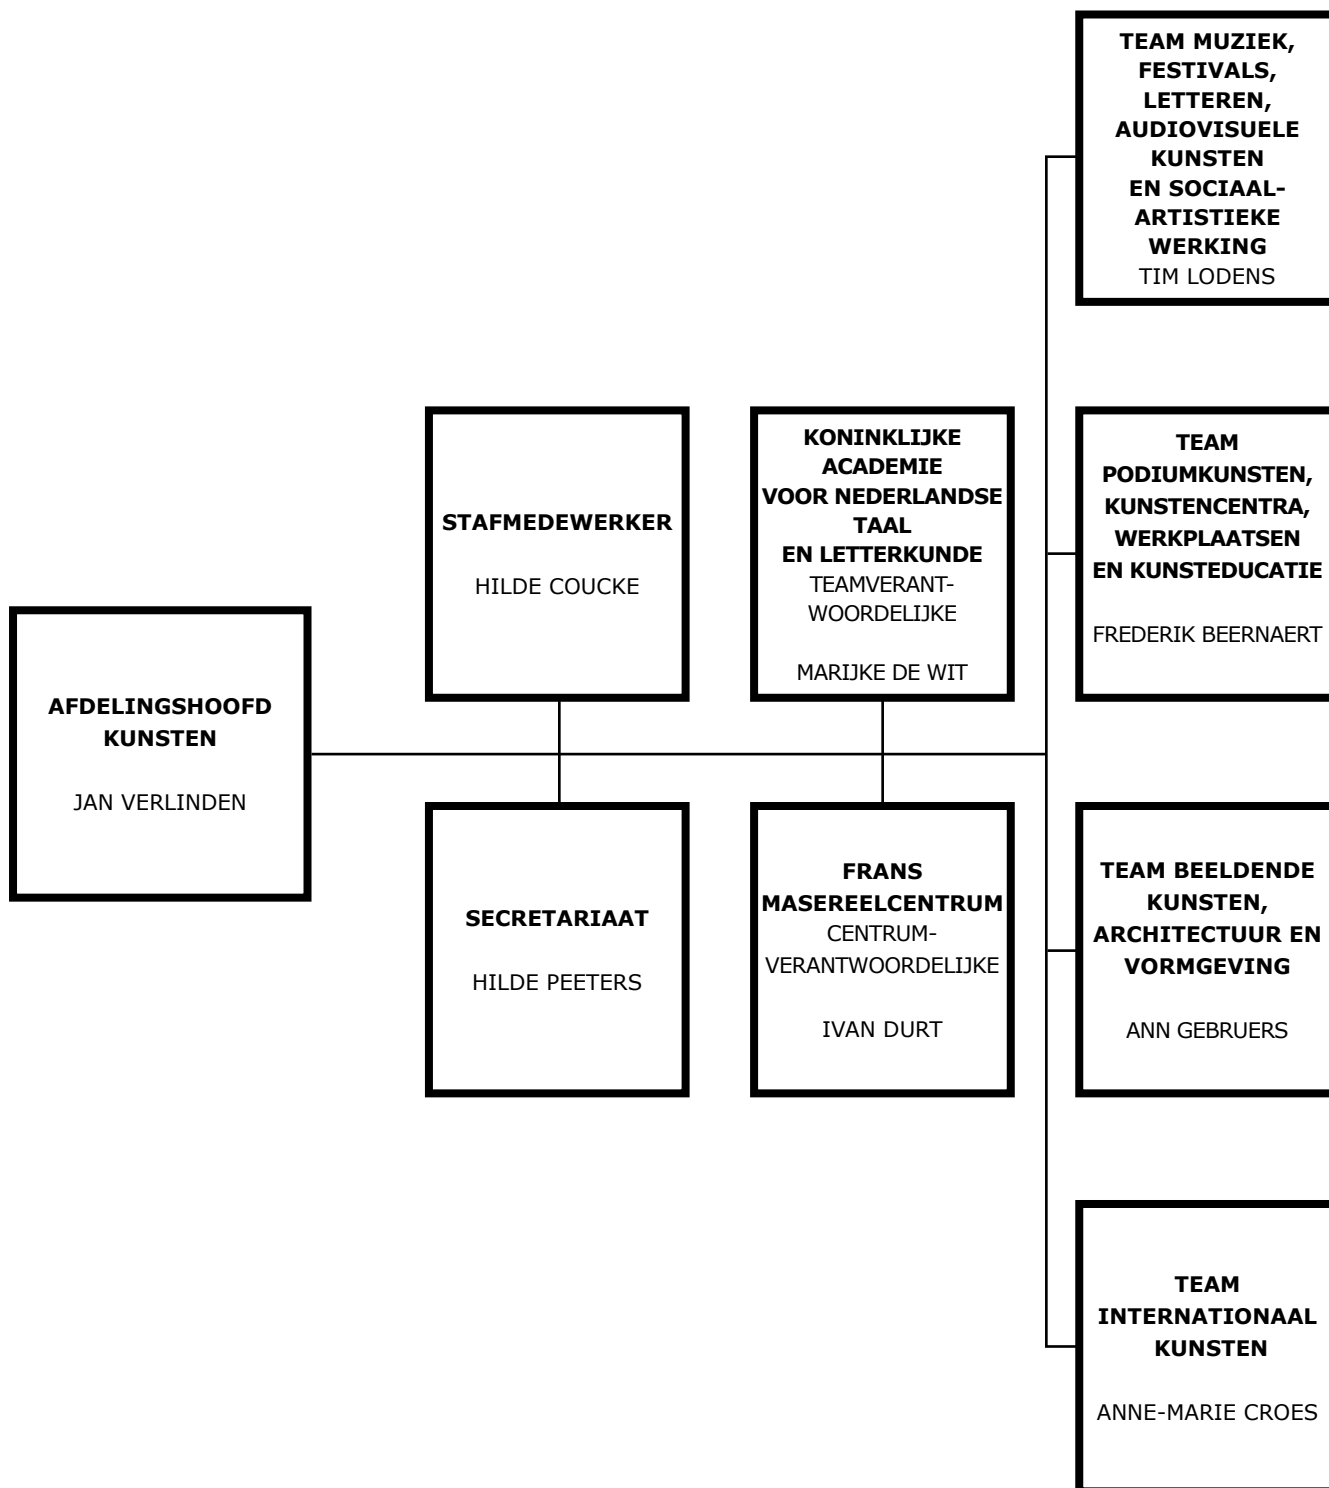 TEAM MUZIEK,
FESTIVALS,
LETTEREN,
AUDIOVISUELE
KUNSTEN
EN SOCIAAL-
ARTISTIEKE
WERKING
TIM LODENS
STAFMEDEWERKER
HILDE COUCKE
KONINKLIJKE
ACADEMIE
VOOR NEDERLANDSE
TAAL
EN LETTERKUNDE
TEAMVERANT-
WOORDELIJKE
MARIJKE DE WIT
TEAM
PODIUMKUNSTEN,
KUNSTENCENTRA,
WERKPLAATSEN
EN KUNSTEDUCATIE
FREDERIK BEERNAERT
AFDELINGSHOOFD
KUNSTEN
JAN VERLINDEN
SECRETARIAAT
HILDE PEETERS
FRANS
MASEREELCENTRUM
CENTRUM-
VERANTWOORDELIJKE
IVAN DURT
TEAM BEELDENDE
KUNSTEN,
ARCHITECTUUR EN
VORMGEVING
ANN GEBRUERS
TEAM
INTERNATIONAAL
KUNSTEN
ANNE-MARIE CROES